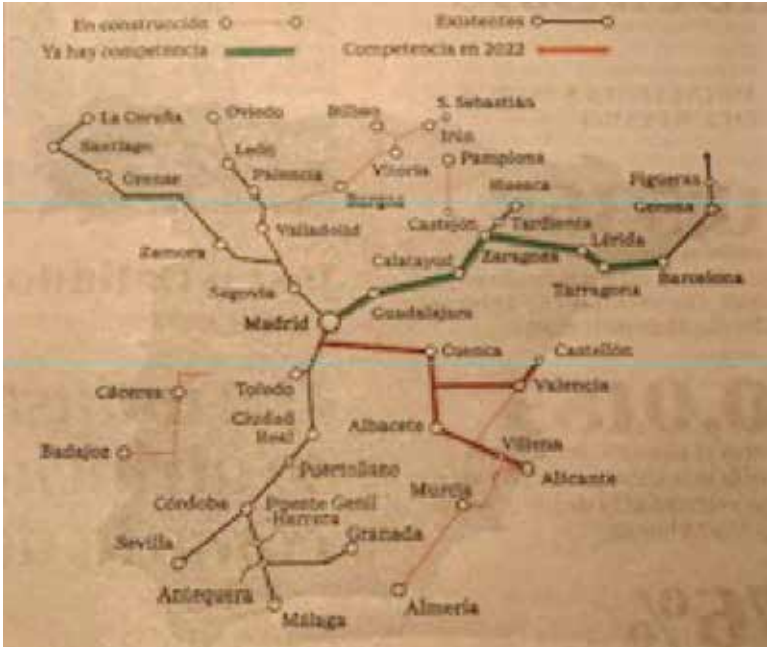 En construcción
Existentes
Ya hay competencia
Competencia en 2022
La Coruña
Oviedo
Bilbao
S. Sebastián
Irún
Santiago
León
Vitoria
Pamplona
Orense
Palencia
Burgos
Huesca
Figueras
Gerona
Valladolid
Castejón
Tardienta
Zamora
Calatayud
Zaragoza
Lérida
Segovia
Tarragona
Barcelona
Madrid
Guadalajara
Cuenca
Castellón
Cáceres
Toledo
Valencia
Ciudad
Real
Albacete
Badajoz
Villena
Puertollano
Alicante
Murcia
Córdoba
Puente Genil
Herrera
Sevilla
Granada
Antequera
Málaga
Almería